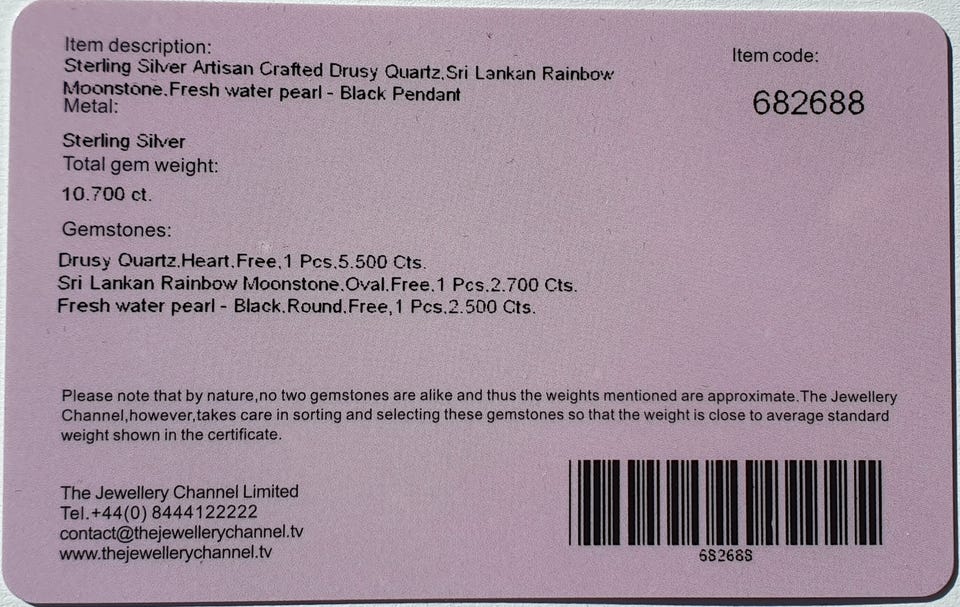 Item description:
Sterling Silver Artisan Crafted Drusy Quartz,Sri Lankan Rainbow
Moonstone,Fresh water pearl - Black Pendant
Metal:
Sterling Silver
Total gem weight:
10.700 ct.
Gemstones:
Drusy Quartz,Heart,Free,1 Pcs,5.500 Cts.
Sri Lankan Rainbow Moonstone,Oval,Free,1 Pcs,2.700 Cts.
Fresh water pearl - Black,Round,Free,1 Pcs,2.500 Cts.
Item code:
682688
Please note that by nature,no two gemstones are alike and thus the weights mentioned are approximate.The Jewellery
Channel,however,takes care in sorting and selecting these gemstones so that the weight is close to average standard
weight shown in the certificate.
The Jewellery Channel Limited
Tel.+44(0) 8444122222
contact@thejewellerychannel.tv
www.thejewellerychannel.tv
682688